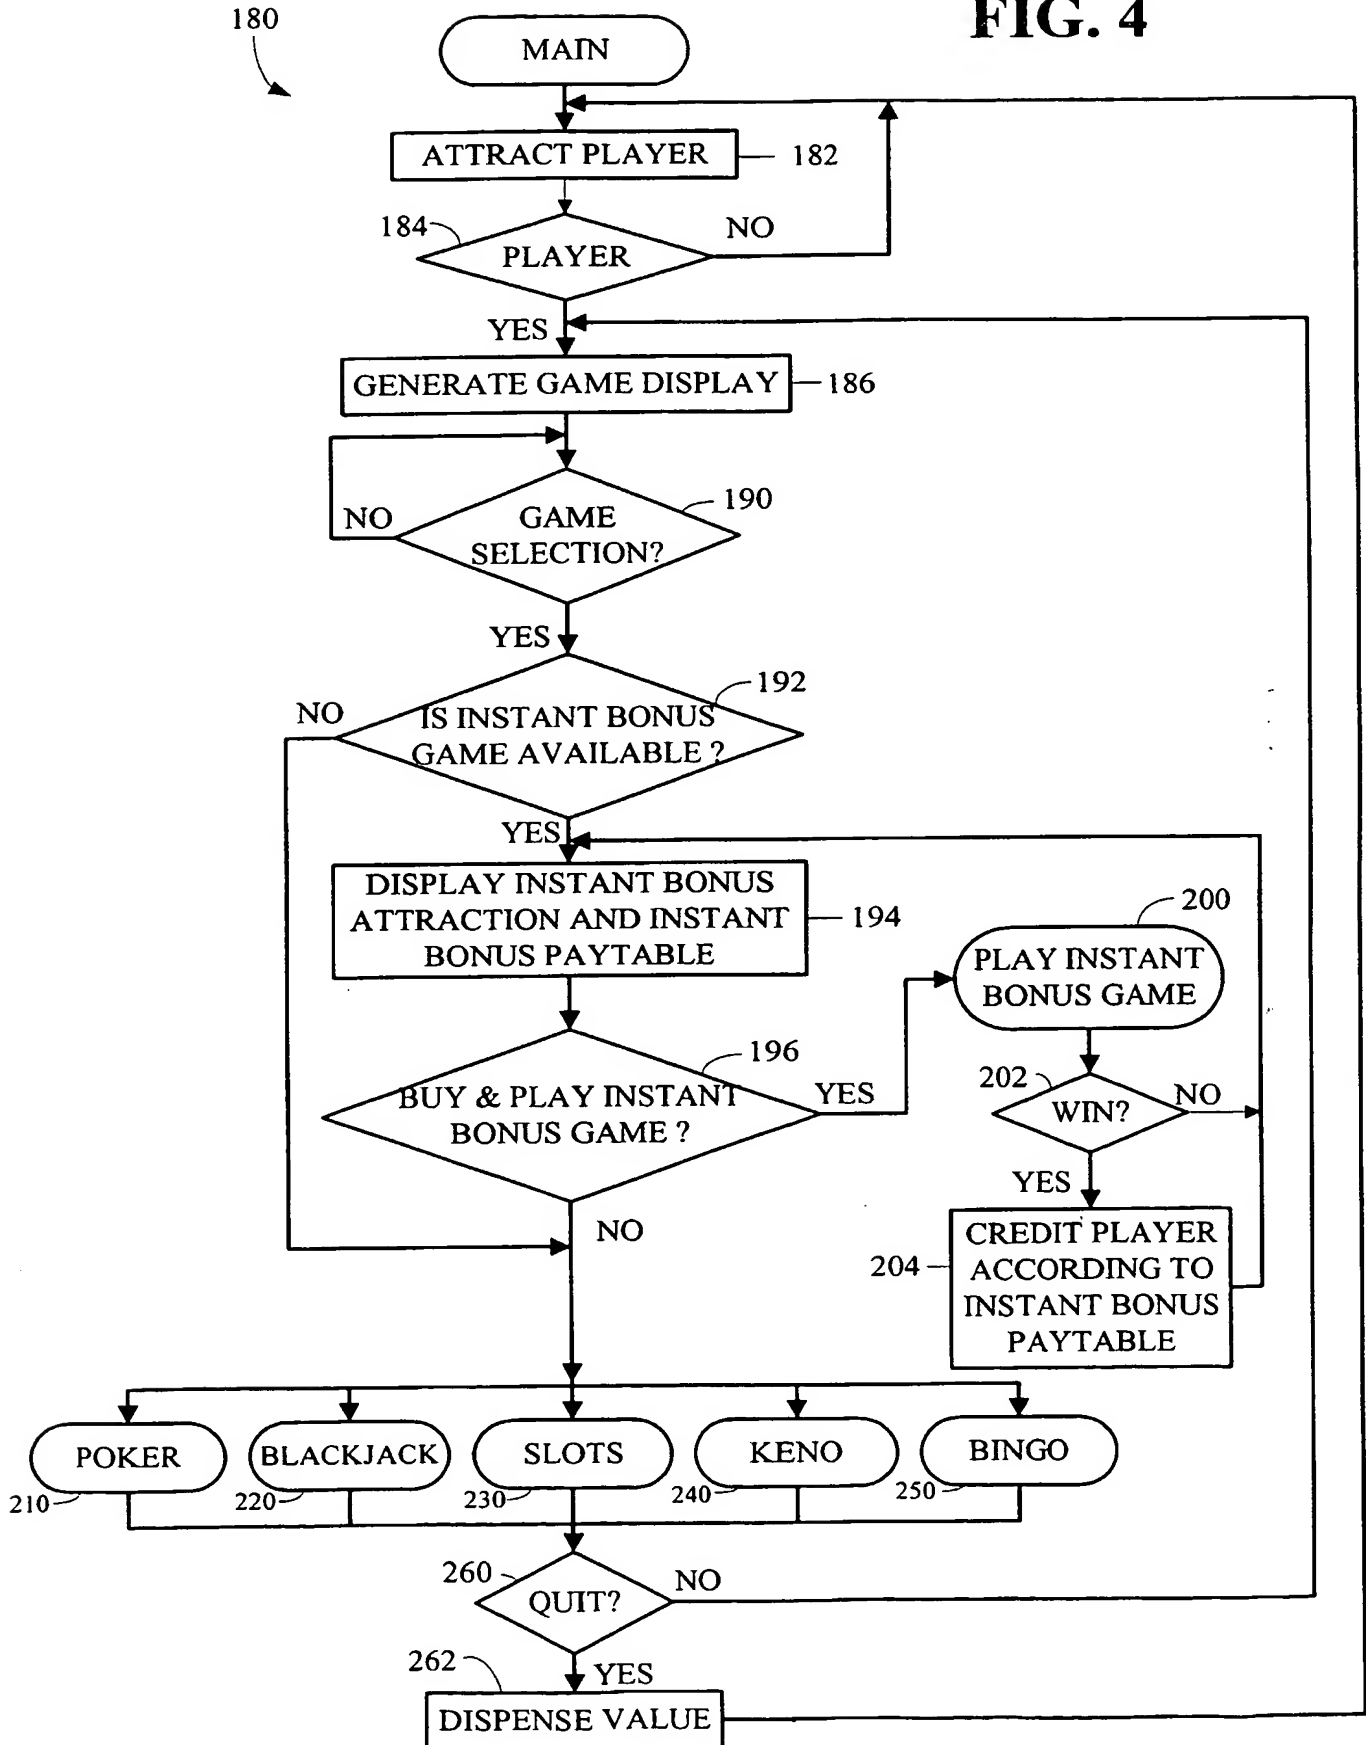 180
FIG. 4
MAIN
ATTRACT PLAYER
182
184
PLAYER
NO
YES
GENERATE GAME DISPLAY
186
190
NO
GAME
SELECTION?
YES
192
NO
IS INSTANT BONUS
GAME AVAILABLE ?
YES
DISPLAY INSTANT BONUS
ATTRACTION AND INSTANT
BONUS PAYTABLE
194
200
PLAY INSTANT
BONUS GAME
196
BUY & PLAY INSTANT
BONUS GAME ?
YES
202
WIN?
NO
YES
NO
204
CREDIT PLAYER
ACCORDING TO
INSTANT BONUS
PAYTABLE
POKER
BLACKJACK
SLOTS
KENO
BINGO
210
220
230
240
250
260
QUIT?
NO
262
YES
DISPENSE VALUE